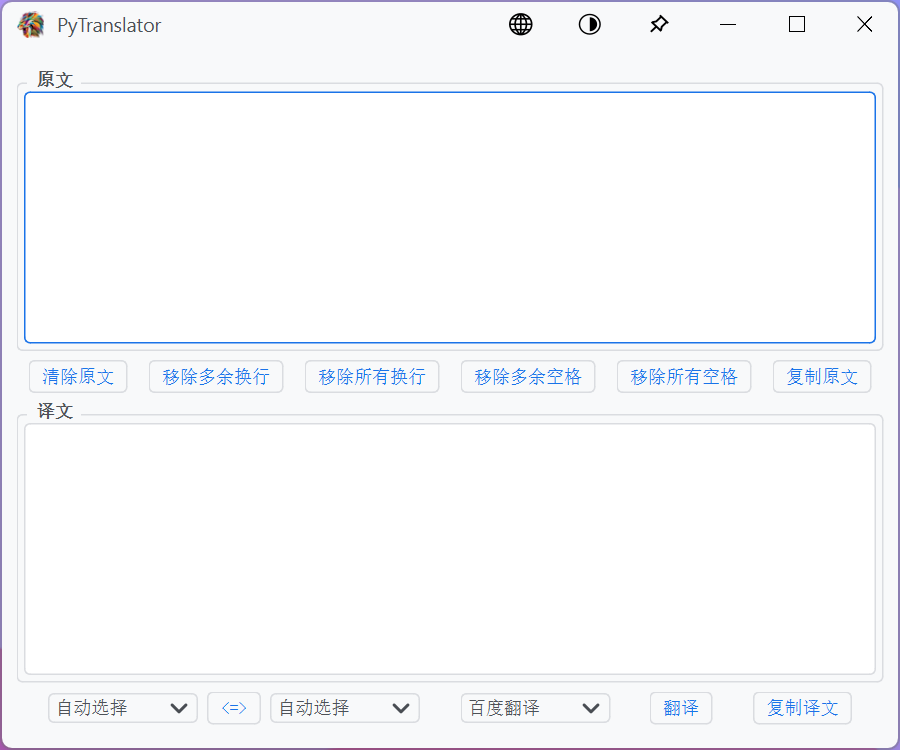 PyTranslator
原文
清除原文 移除多余换行 移除所有换行 移除多余空格 移除所有空格 复制原文
译文
自动选择 <=> 自动选择 百度翻译 翻译 复制译文